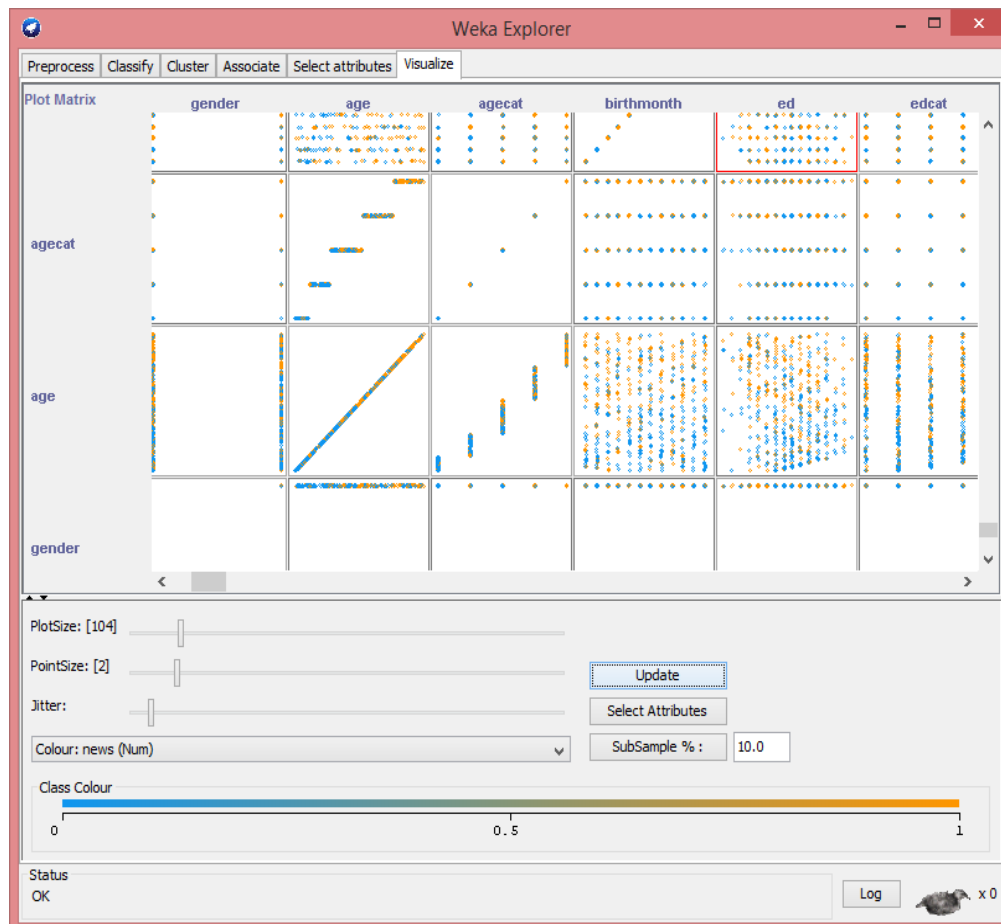 Weka Explorer
Preprocess Classify Cluster Associate Select attributes Visualize
Plot Matrix gender age agecat birthmonth ed edcat
agecat
age
gender
PlotSize: [104]
PointSize: [2]
Update
Jitter:
Select Attributes
Colour: news (Num)
SubSample % : 10.0
Class Colour
0 0.5 1
Status
OK
Log x 0